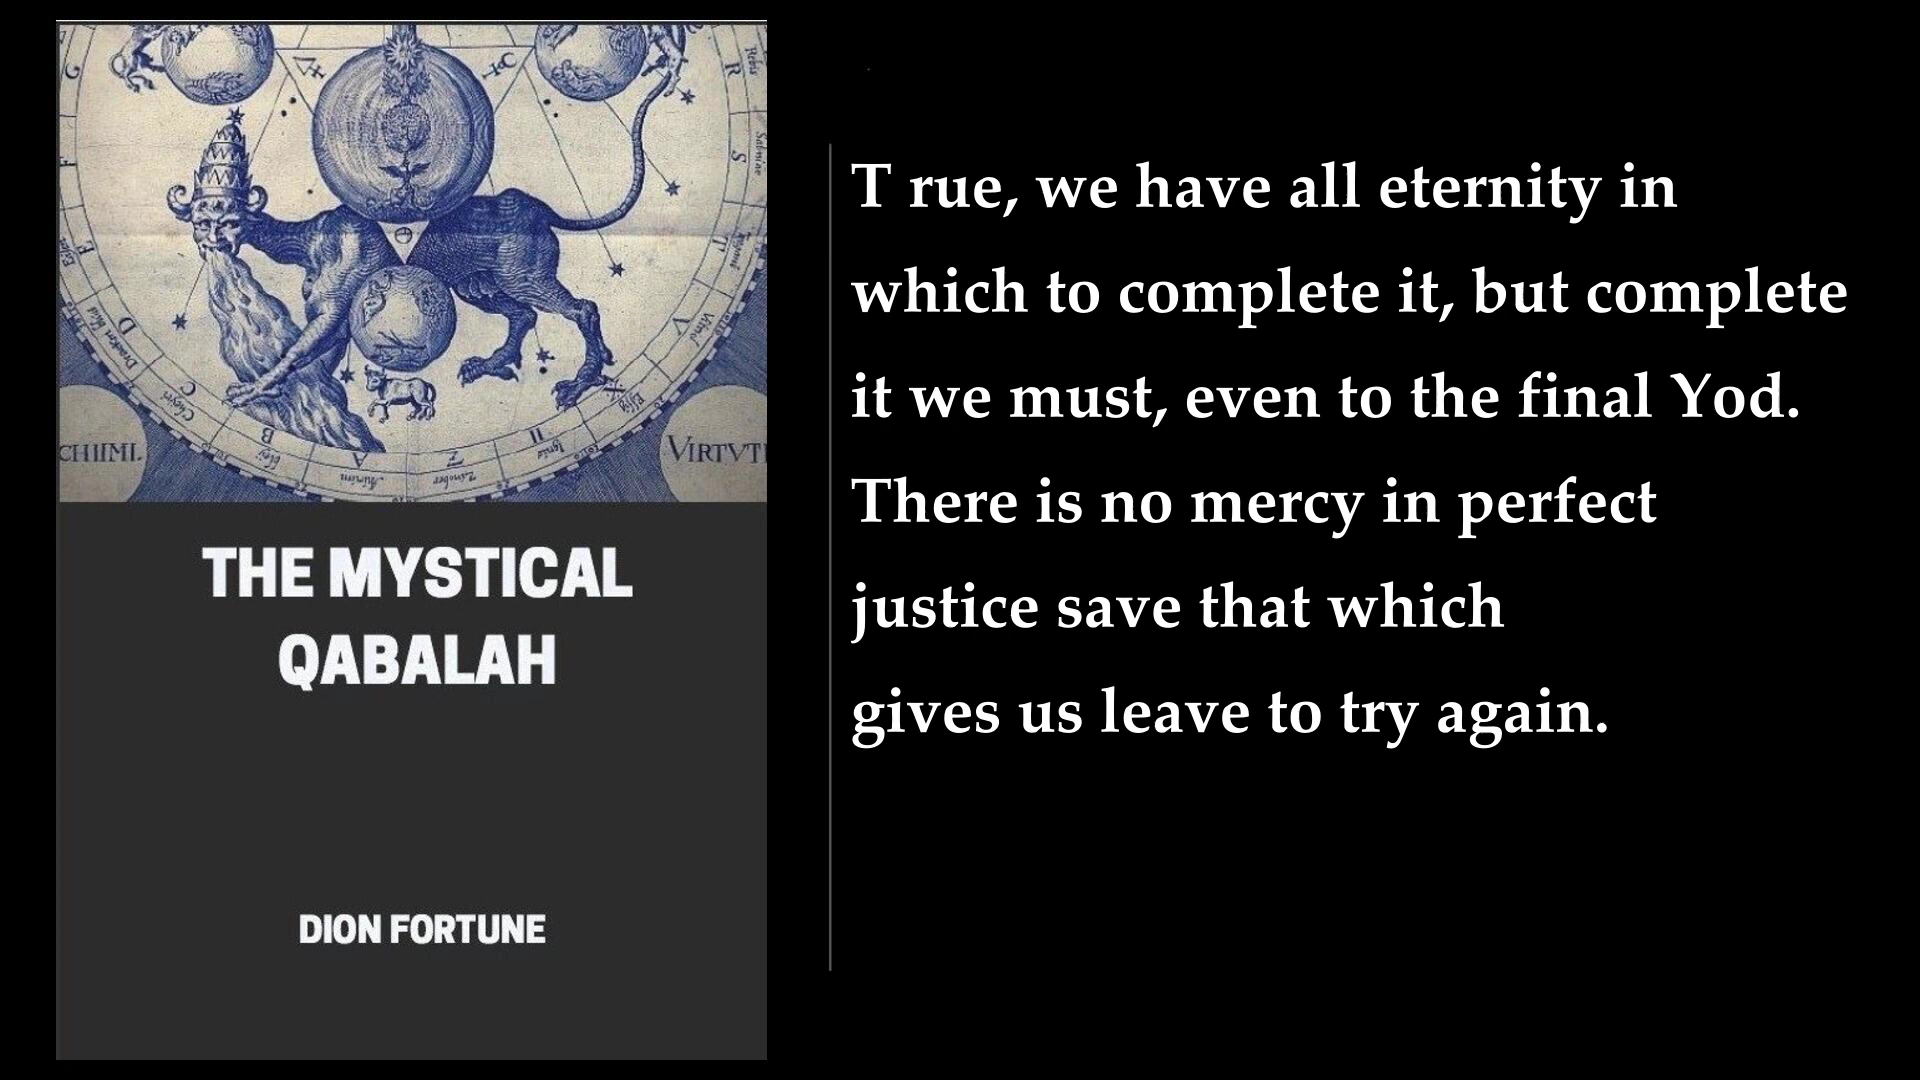 THE MYSTICAL
QABALAH
DION FORTUNE
CHIIMI.
VIRTVTI
T rue, we have all eternity in
which to complete it, but complete
it we must, even to the final Yod.
There is no mercy in perfect
justice save that which
gives us leave to try again.